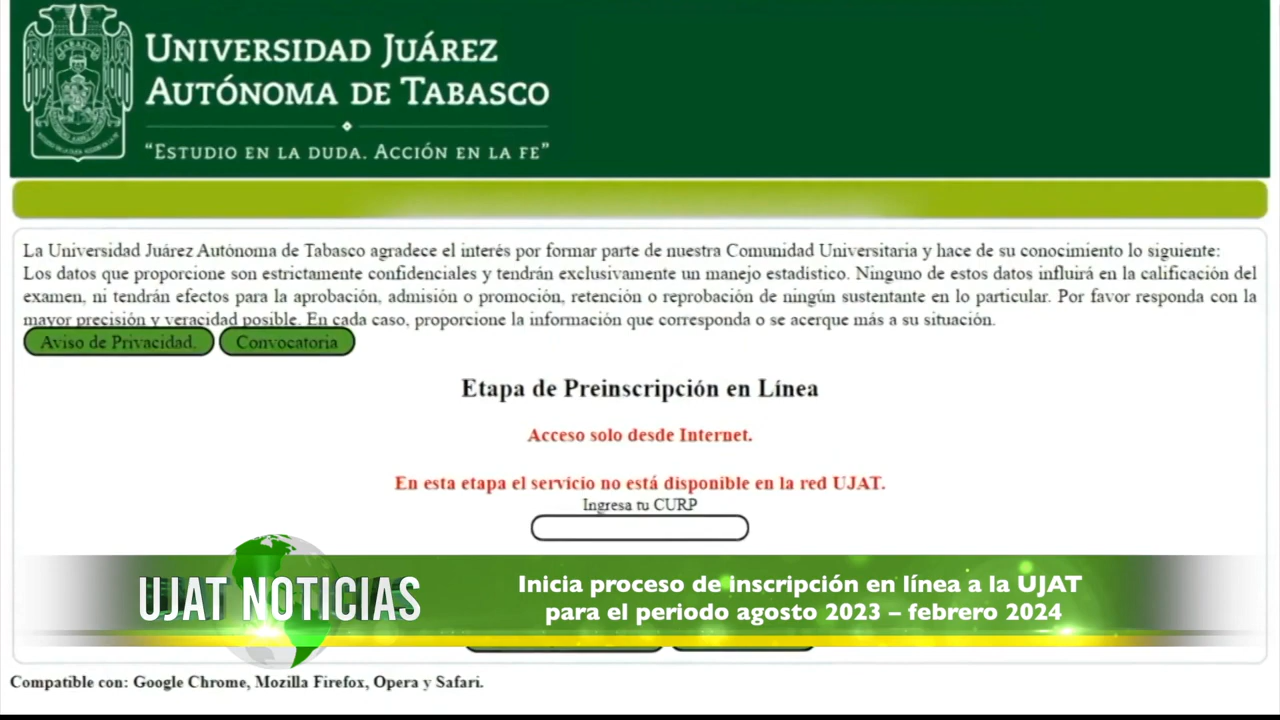 UNIVERSIDAD JUÁREZ
AUTÓNOMA DE TABASCO
“ESTUDIO EN LA DUDA. ACCIÓN EN LA FE”
La Universidad Juárez Autónoma de Tabasco agradece el interés por formar parte de nuestra Comunidad Universitaria y hace de su conocimiento lo siguiente:
Los datos que proporcione son estrictamente confidenciales y tendrán exclusivamente un manejo estadístico. Ninguno de estos datos influirá en la calificación del
examen, ni tendrán efectos para la aprobación, admisión o promoción, retención o reprobación de ningún sustentante en lo particular. Por favor responda con la
mayor precisión y veracidad posible. En cada caso, proporcione la información que corresponda o se acerque más a su situación.
Aviso de Privacidad. Convocatoria
Etapa de Preinscripción en Línea
Acceso solo desde Internet.
En esta etapa el servicio no está disponible en la red UJAT.
Ingresa tu CURP
UJAT NOTICIAS
Inicia proceso de inscripción en línea a la UJAT
para el periodo agosto 2023 – febrero 2024
Compatible con: Google Chrome, Mozilla Firefox, Opera y Safari.